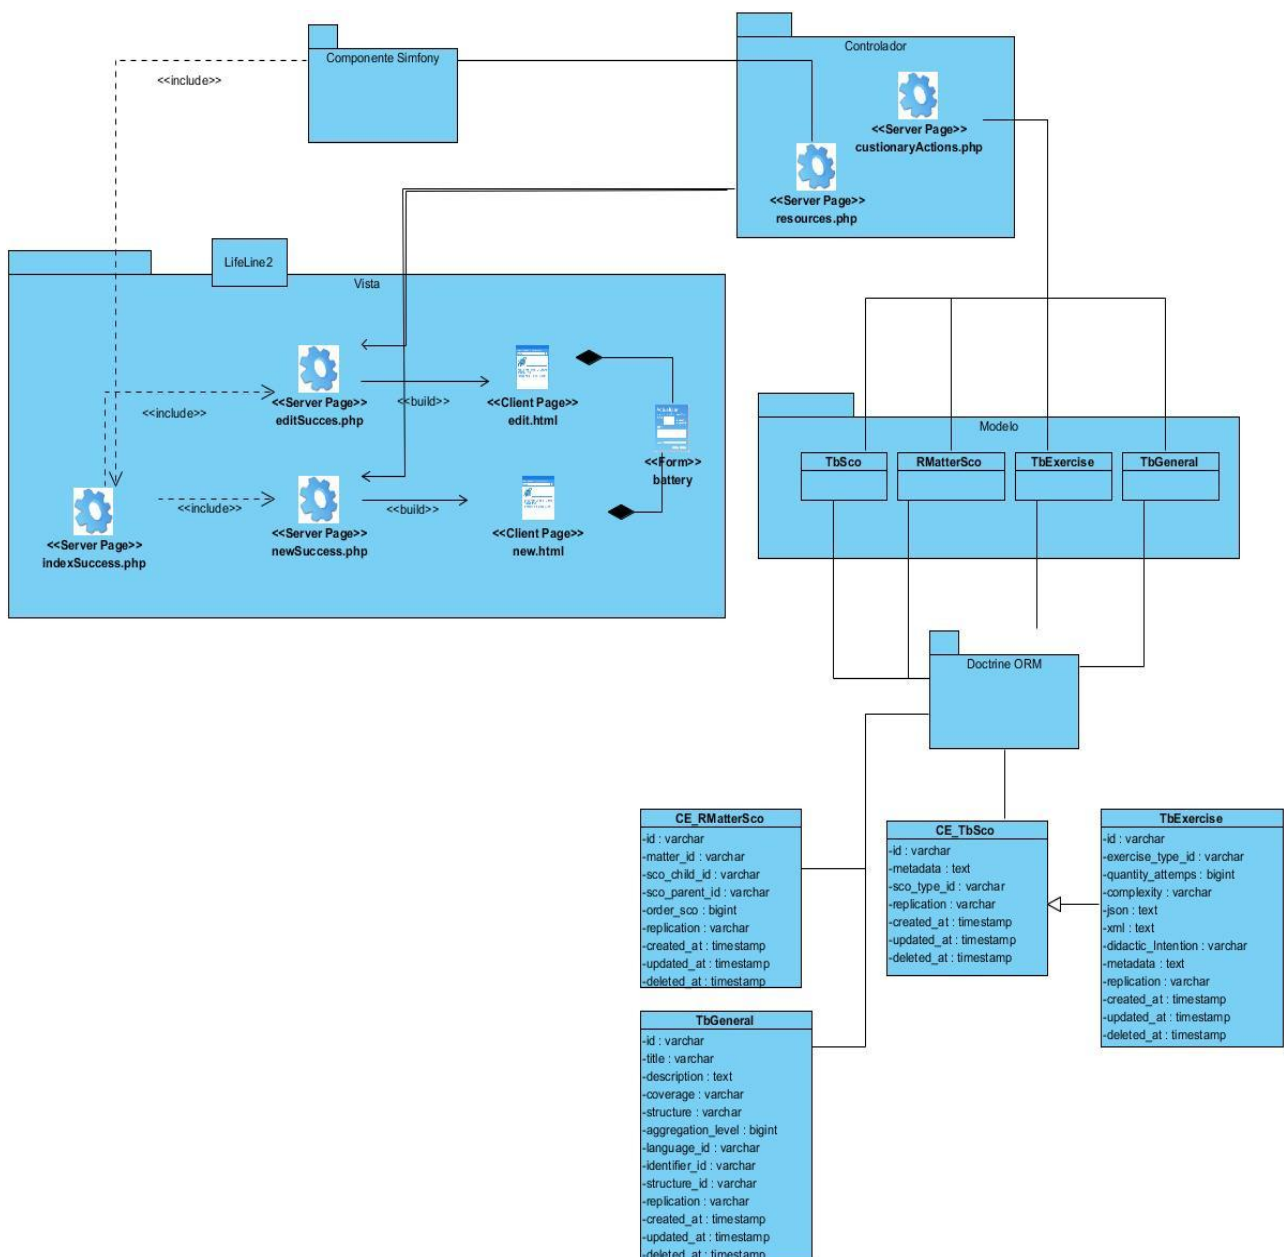 Componente Simfony
<<include>>
Controlador
<<Server Page>>
custionaryActions.php
<<Server Page>>
resources.php
LifeLine2
Vista
<<Server Page>>
editSucces.php
<<include>>
<<build>>
<<Client Page>>
edit.html
<<Form>>
battery
<<Server Page>>
indexSuccess.php
<<include>>
<<Server Page>>
newSuccess.php
<<build>>
<<Client Page>>
new.html
Modelo
TbSco
RMatterSco
TbExercise
TbGeneral
Doctrine ORM
CE_RMatterSco
-id : varchar
-matter_id : varchar
-sco_child_id : varchar
-sco_parent_id : varchar
-order_sco : bigint
-replication : varchar
-created_at : timestamp
-updated_at : timestamp
-deleted_at : timestamp
CE_TbSco
-id : varchar
-metadata : text
-sco_type_id : varchar
-replication : varchar
-created_at : timestamp
-updated_at : timestamp
-deleted_at : timestamp
TbExercise
-id : varchar
-exercise_type_id : varchar
-quantity_attemps : bigint
-complexity : varchar
-json : text
-xml : text
-didactic_Intention : varchar
-metadata : text
-replication : varchar
-created_at : timestamp
-updated_at : timestamp
-deleted_at : timestamp
TbGeneral
-id : varchar
-title : varchar
-description : text
-coverage : varchar
-structure : varchar
-aggregation_level : bigint
-language_id : varchar
-identifier_id : varchar
-structure_id : varchar
-replication : varchar
-created_at : timestamp
-updated_at : timestamp
-deleted_at : timestamp